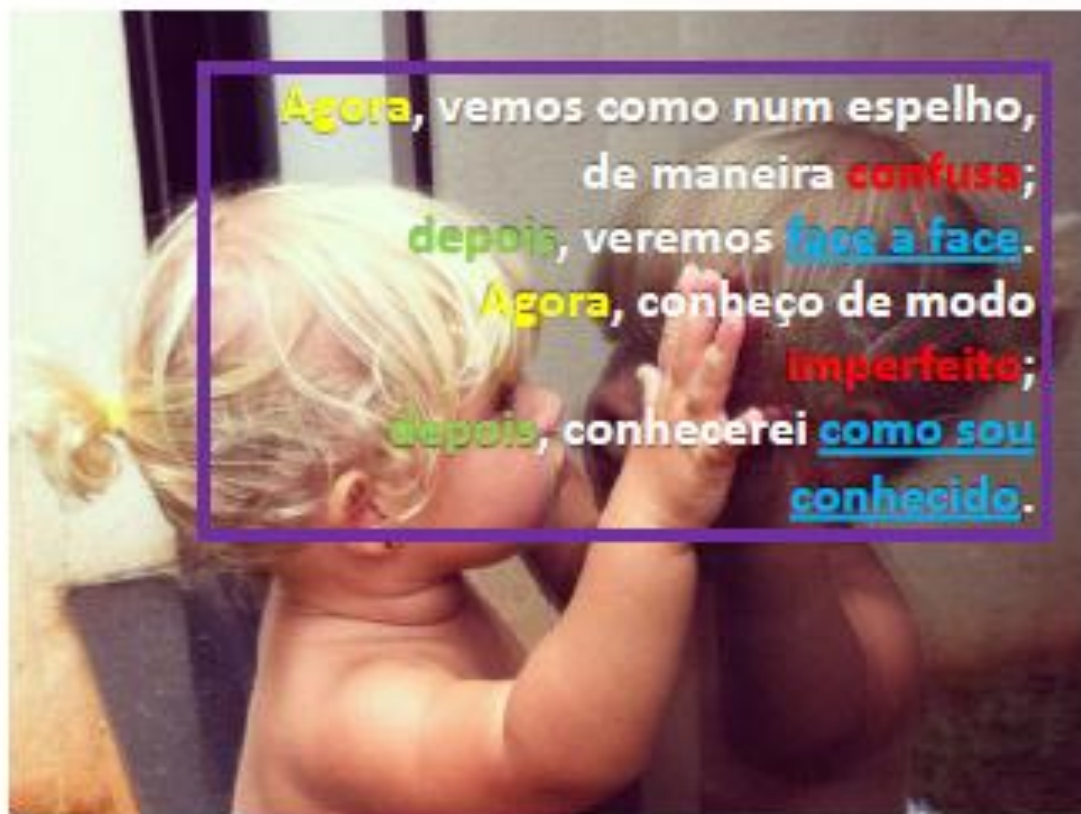 Agora, vemos como num espelho,
de maneira confusa;
depois, veremos face a face.
Agora, conheço de modo
imperfeito;
depois, conhecerei como sou
conhecido.